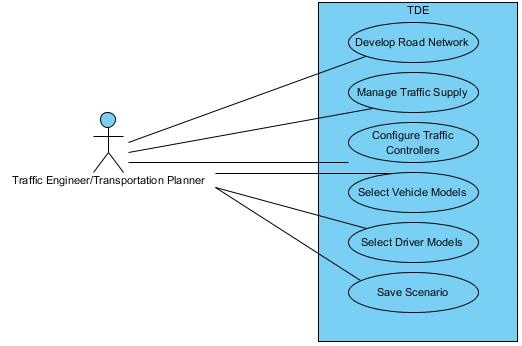 TDE
Develop Road Network
Manage Traffic Supply
Configure Traffic
Controllers
Traffic Engineer/Transportation Planner
Select Vehicle Models
Select Driver Models
Save Scenario